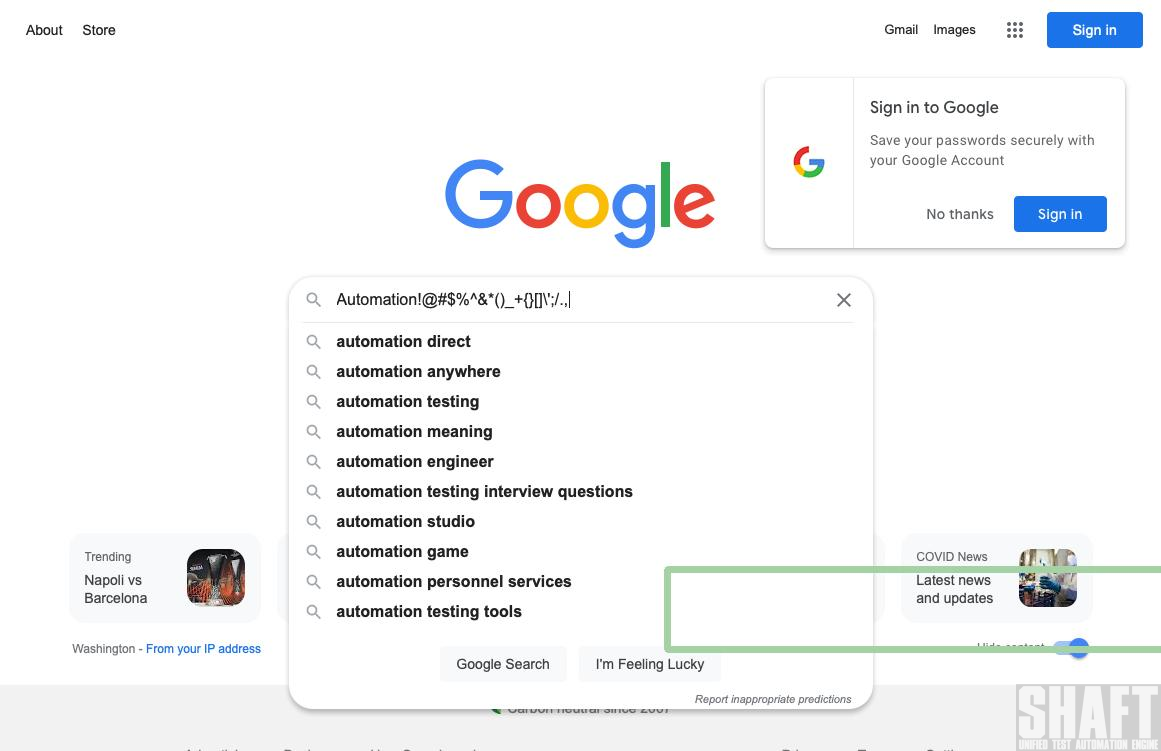 About Store
Gmail Images Sign in
Sign in to Google
Save your passwords securely with
your Google Account
No thanks Sign in
Google
Automation!@#$%^&*()_+{}[]\';/.,
automation direct
automation anywhere
automation testing
automation meaning
automation engineer
automation testing interview questions
automation studio
automation game
automation personnel services
automation testing tools
Trending
Napoli vs
Barcelona
COVID News
Latest news
and updates
Washington - From your IP address
Hide content
Google Search I'm Feeling Lucky
Report inappropriate predictions
Carbon neutral since 2007
SHAFT
UNIFIED TEST AUTOMATION ENGINE